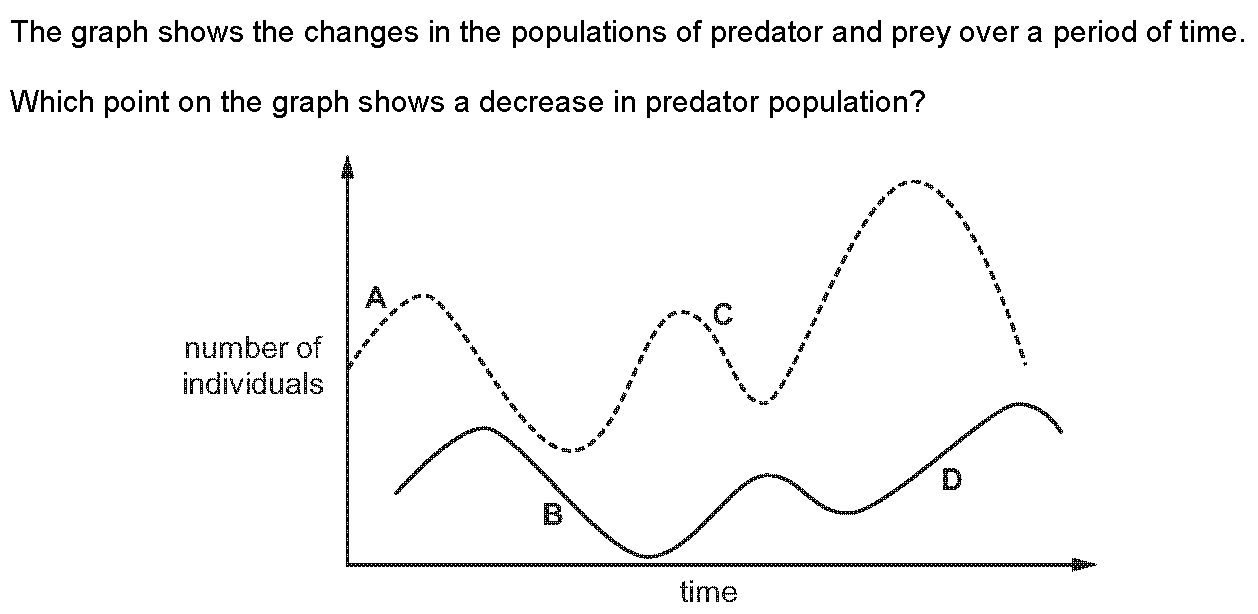 The graph shows the changes in the populations of predator and prey over a period of time.
Which point on the graph shows a decrease in predator population?
A
C
number of
individuals
D
B
time